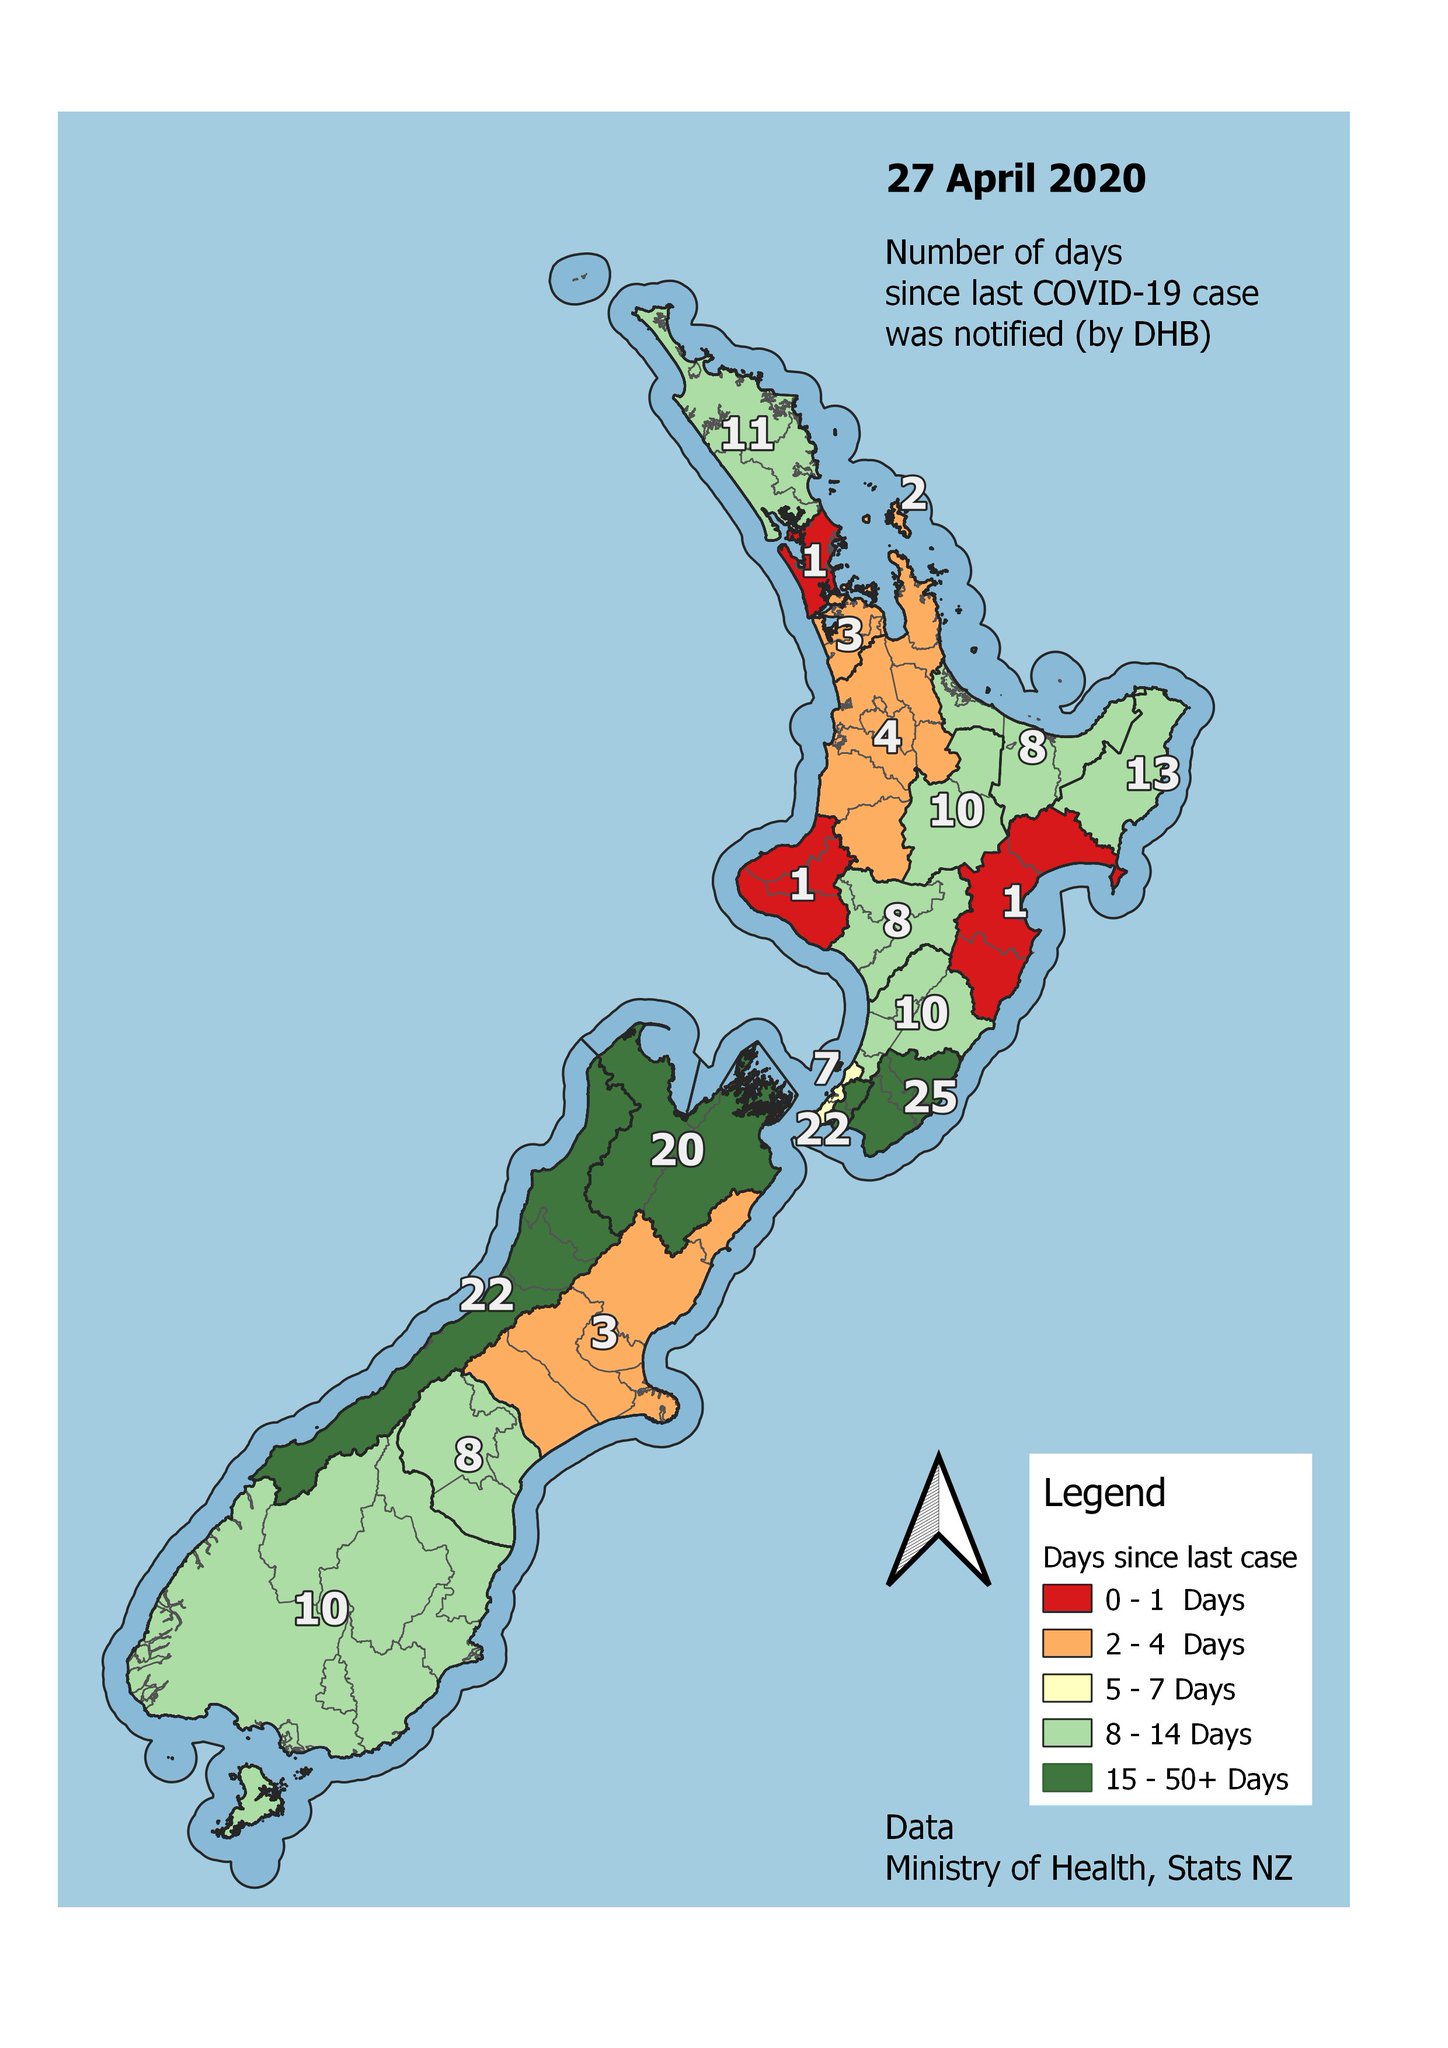 27 April 2020
Number of days
since last COVID-19 case
was notified (by DHB)
11
2
1
3
4
8
13
10
1
1
8
10
7
25
22
20
22
3
8
10
Legend
Days since last case
0 - 1 Days
2 - 4 Days
5 - 7 Days
8 - 14 Days
15 - 50+ Days
Data
Ministry of Health, Stats NZ